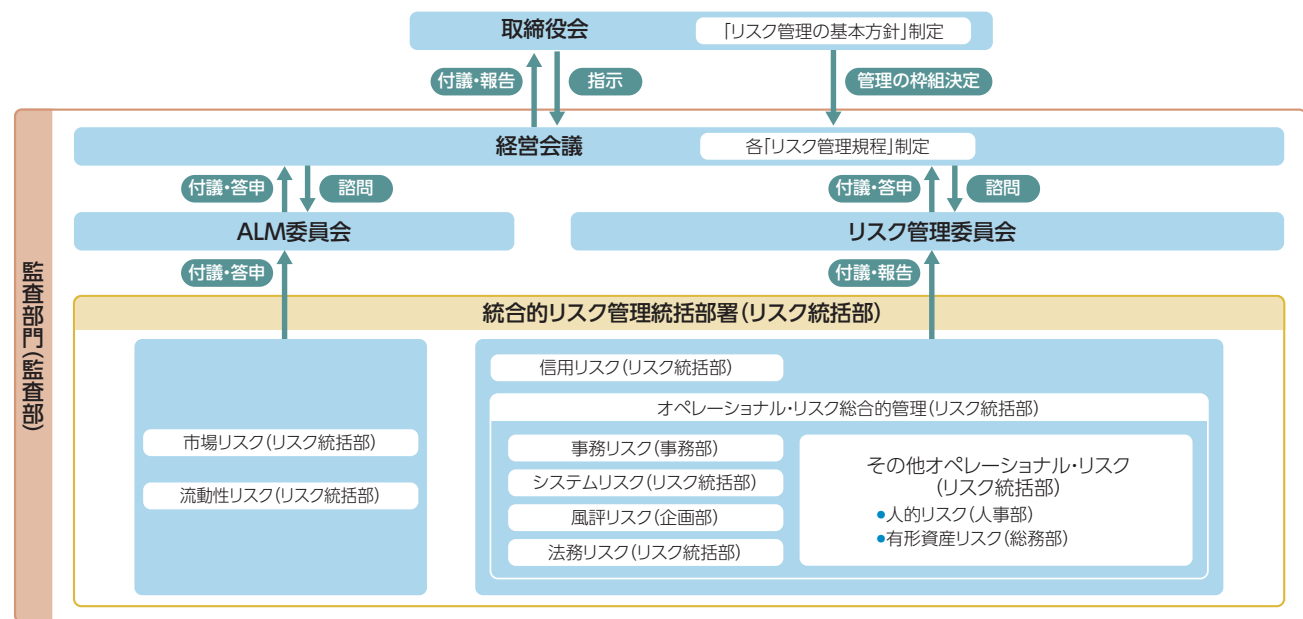 取締役会
「リスク管理の基本方針」制定
付議・報告
指示
管理の枠組決定
監査部門(監査部)
経営会議
各「リスク管理規程」制定
付議・答申
諮問
付議・答申
諮問
ALM委員会
リスク管理委員会
付議・答申
付議・報告
統合的リスク管理統括部署(リスク統括部)
市場リスク(リスク統括部)
流動性リスク(リスク統括部)
信用リスク(リスク統括部)
オペレーショナル・リスク総合的管理(リスク統括部)
事務リスク(事務部)
システムリスク(リスク統括部)
風評リスク(企画部)
法務リスク(リスク統括部)
その他オペレーショナル・リスク
(リスク統括部)
●人的リスク(人事部)
●有形資産リスク(総務部)